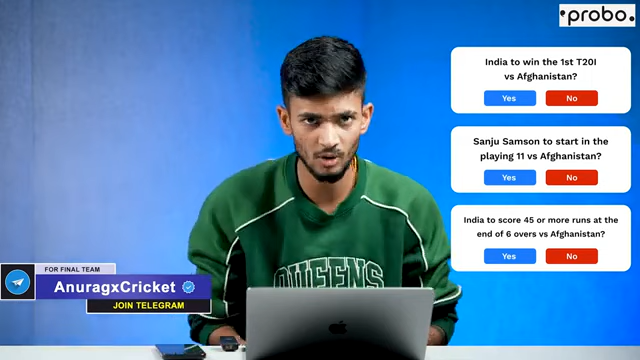 probo.
India to win the 1st T20I
vs Afghanistan?
Yes No
Sanju Samson to start in the
playing 11 vs Afghanistan?
Yes No
India to score 45 or more runs at the
end of 6 overs vs Afghanistan?
Yes No
FOR FINAL TEAM
AnuragxCricket
JOIN TELEGRAM
QUEENS